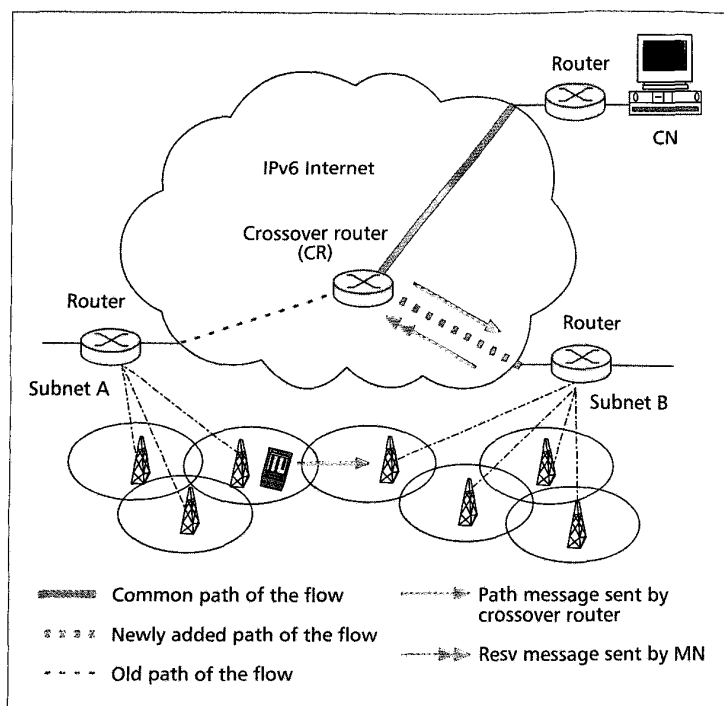 Router
CN
IPv6 Internet
Crossover router
(CR)
Router
Router
Subnet A
Subnet B
Common path of the flow
Newly added path of the flow
Old path of the flow
Path message sent by
crossover router
Resv message sent by MN